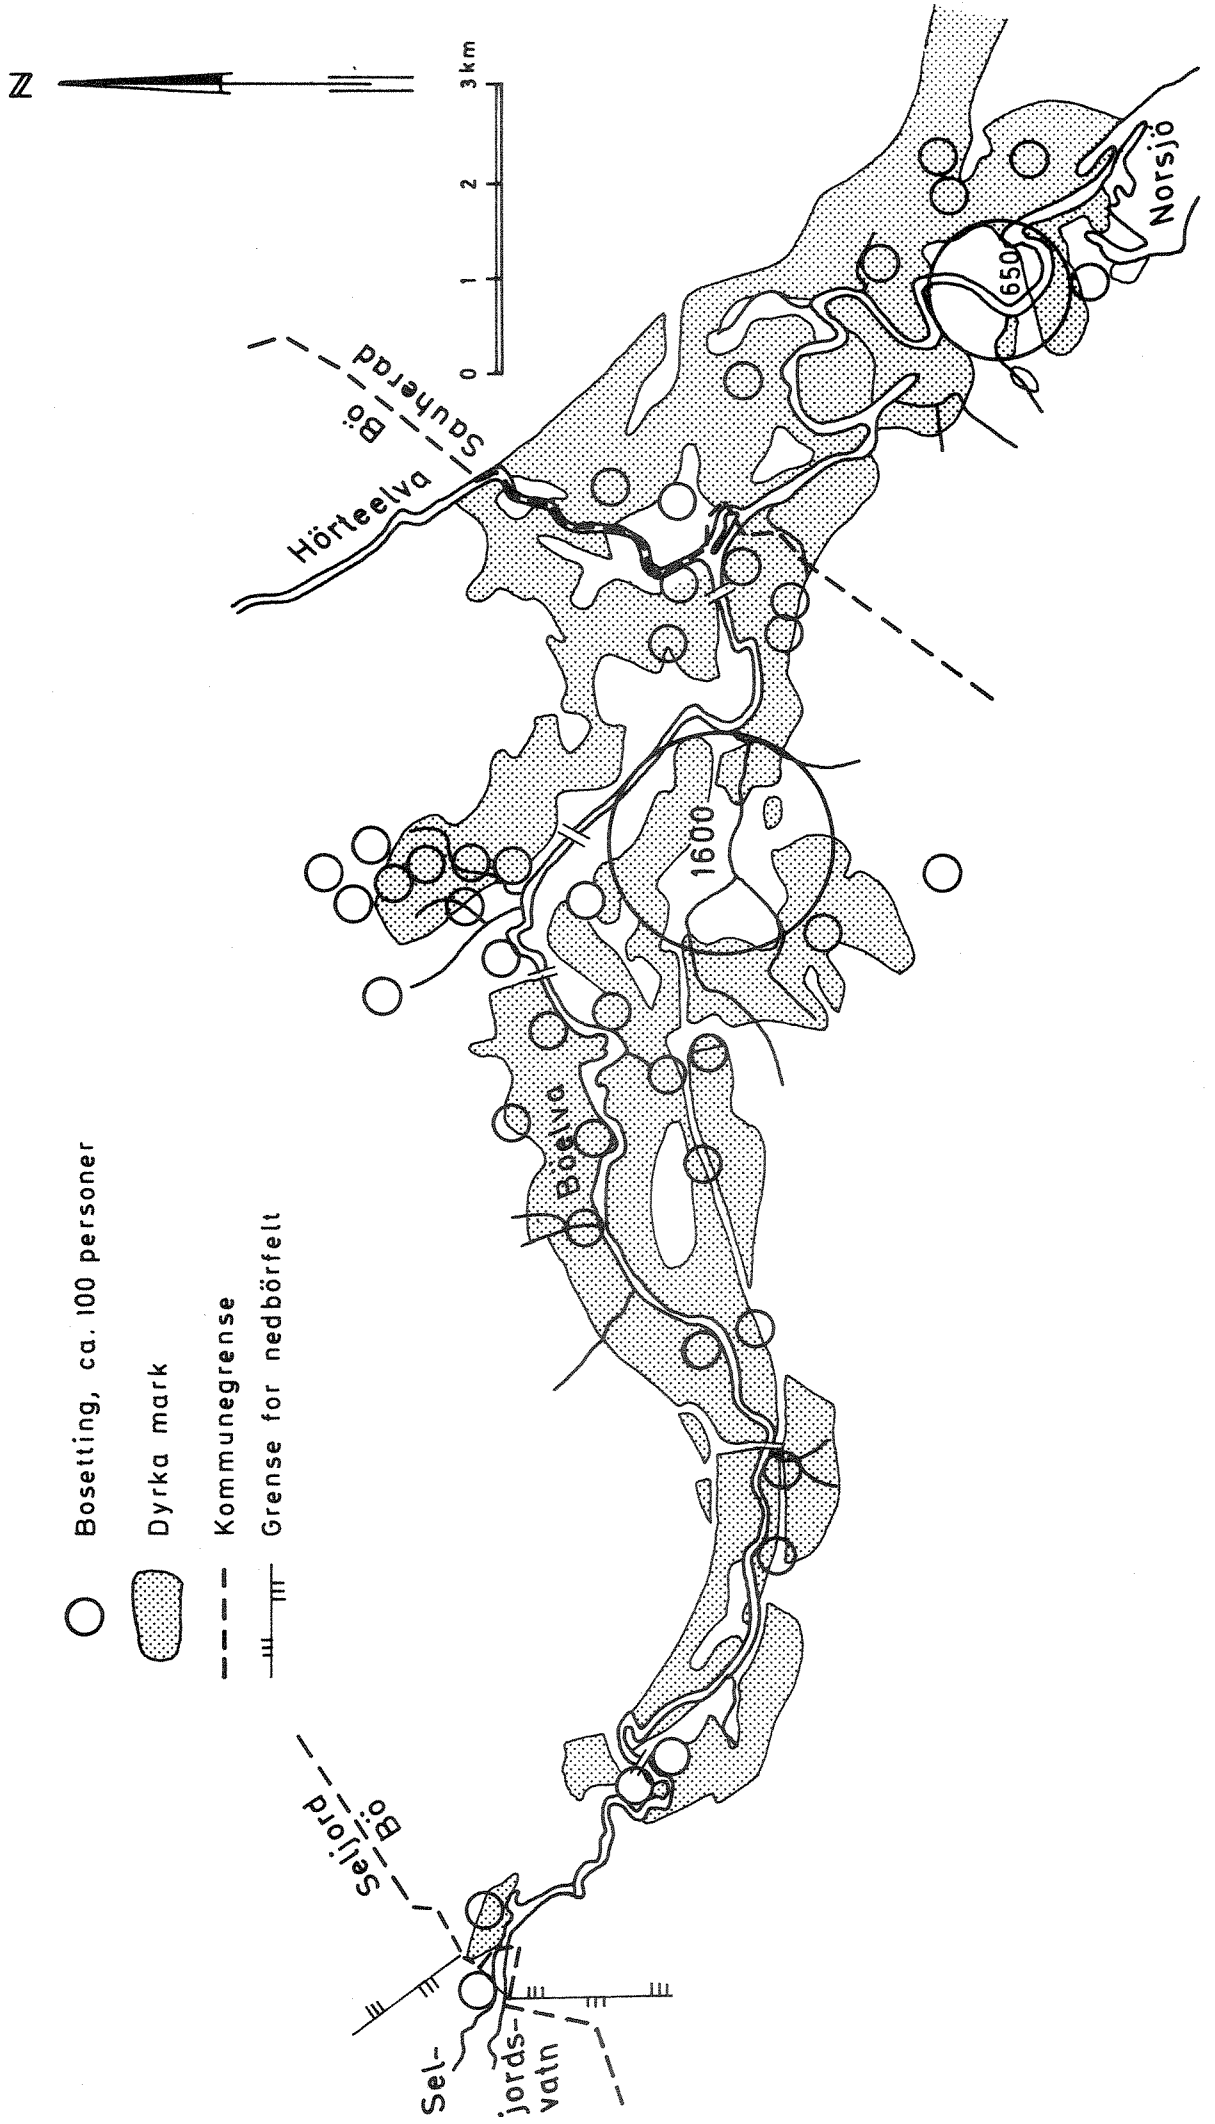 N
0 1 2 3 km
Bosetting, ca. 100 personer
Dyrka mark
Kommunegrense
Grense for nedbörfelt
Seljord
Bö
Sel-
jords-
vatn
Böelva
1600
Hörteelva
Bö
Sauherad
650
Norsjö